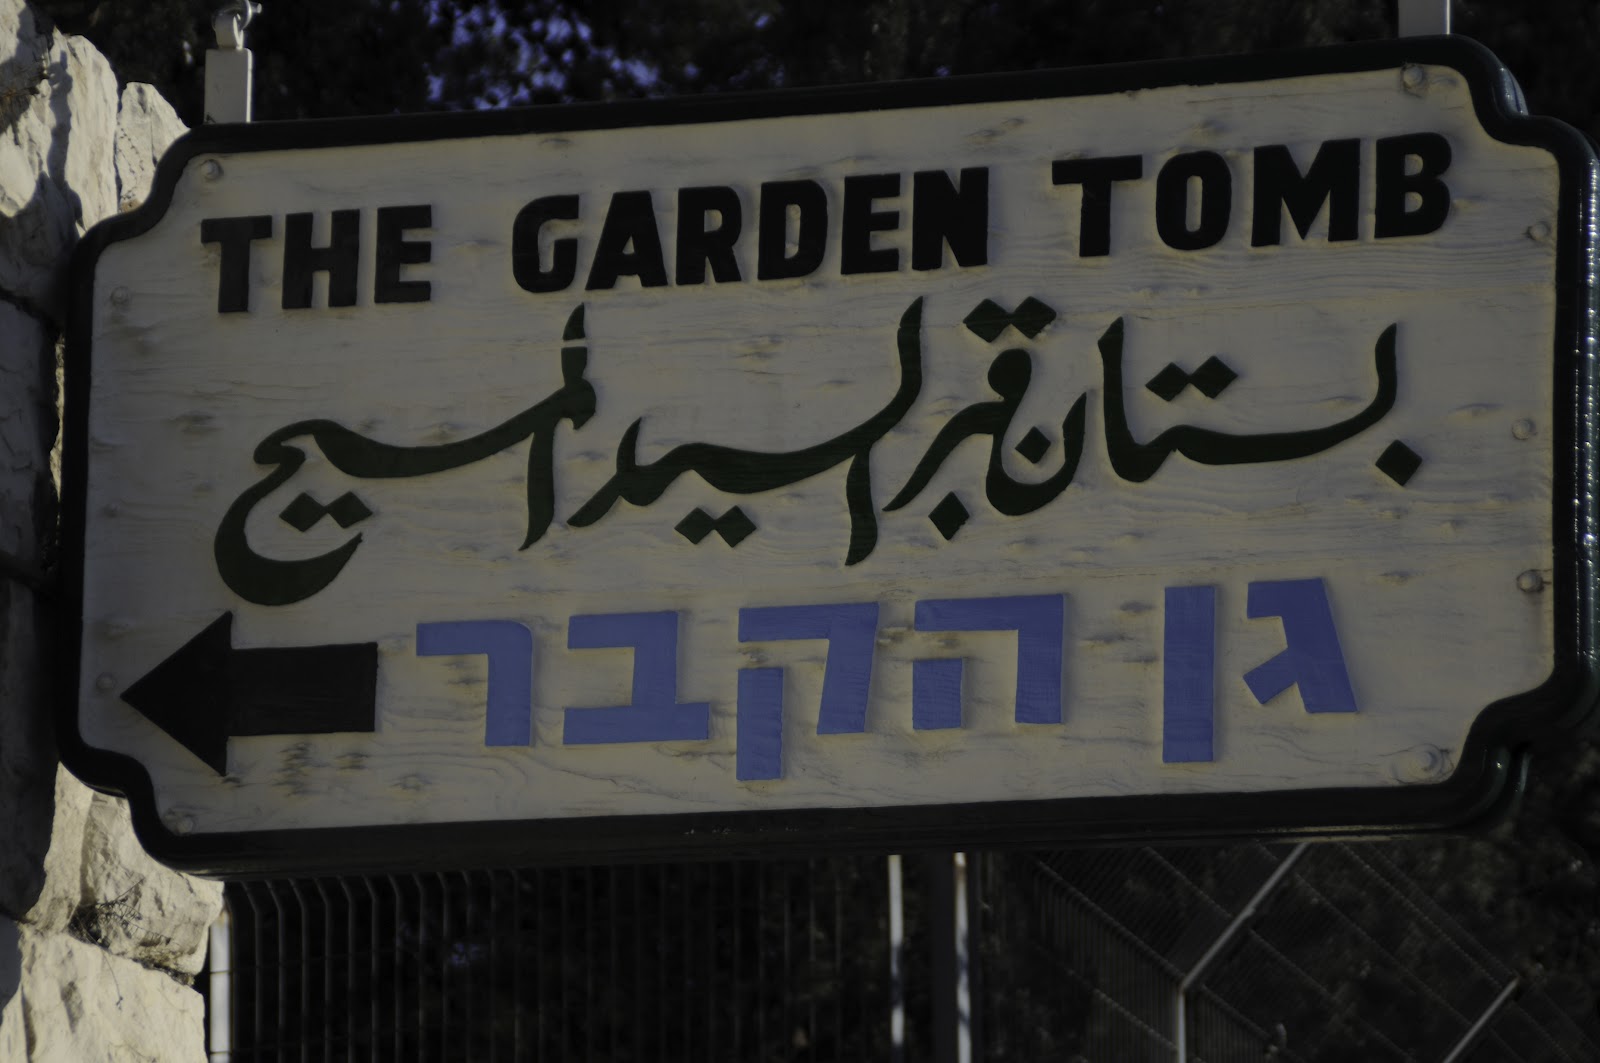 THE GARDEN TOMB
بستان قبر السيد المسيح
גן הקבר